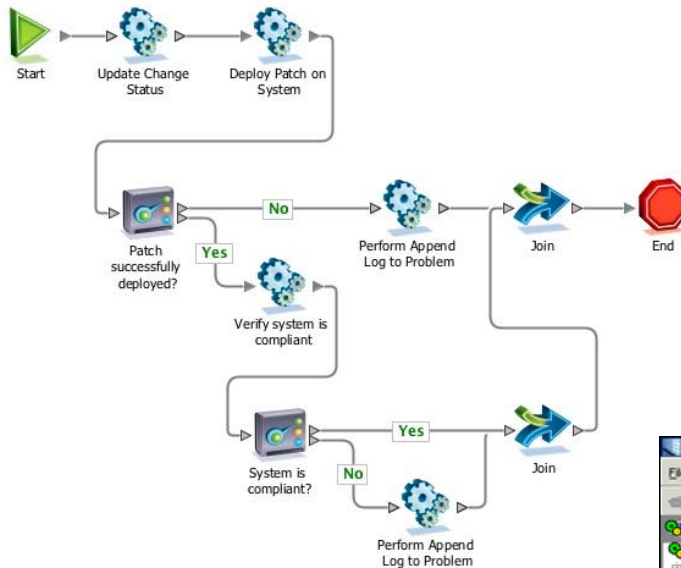 Start
Update Change
Status
Deploy Patch on
System
Patch
successfully
deployed?
No
Yes
Perform Append
Log to Problem
Join
End
Verify system is
compliant
System is
compliant?
Yes
No
Join
Perform Append
Log to Problem